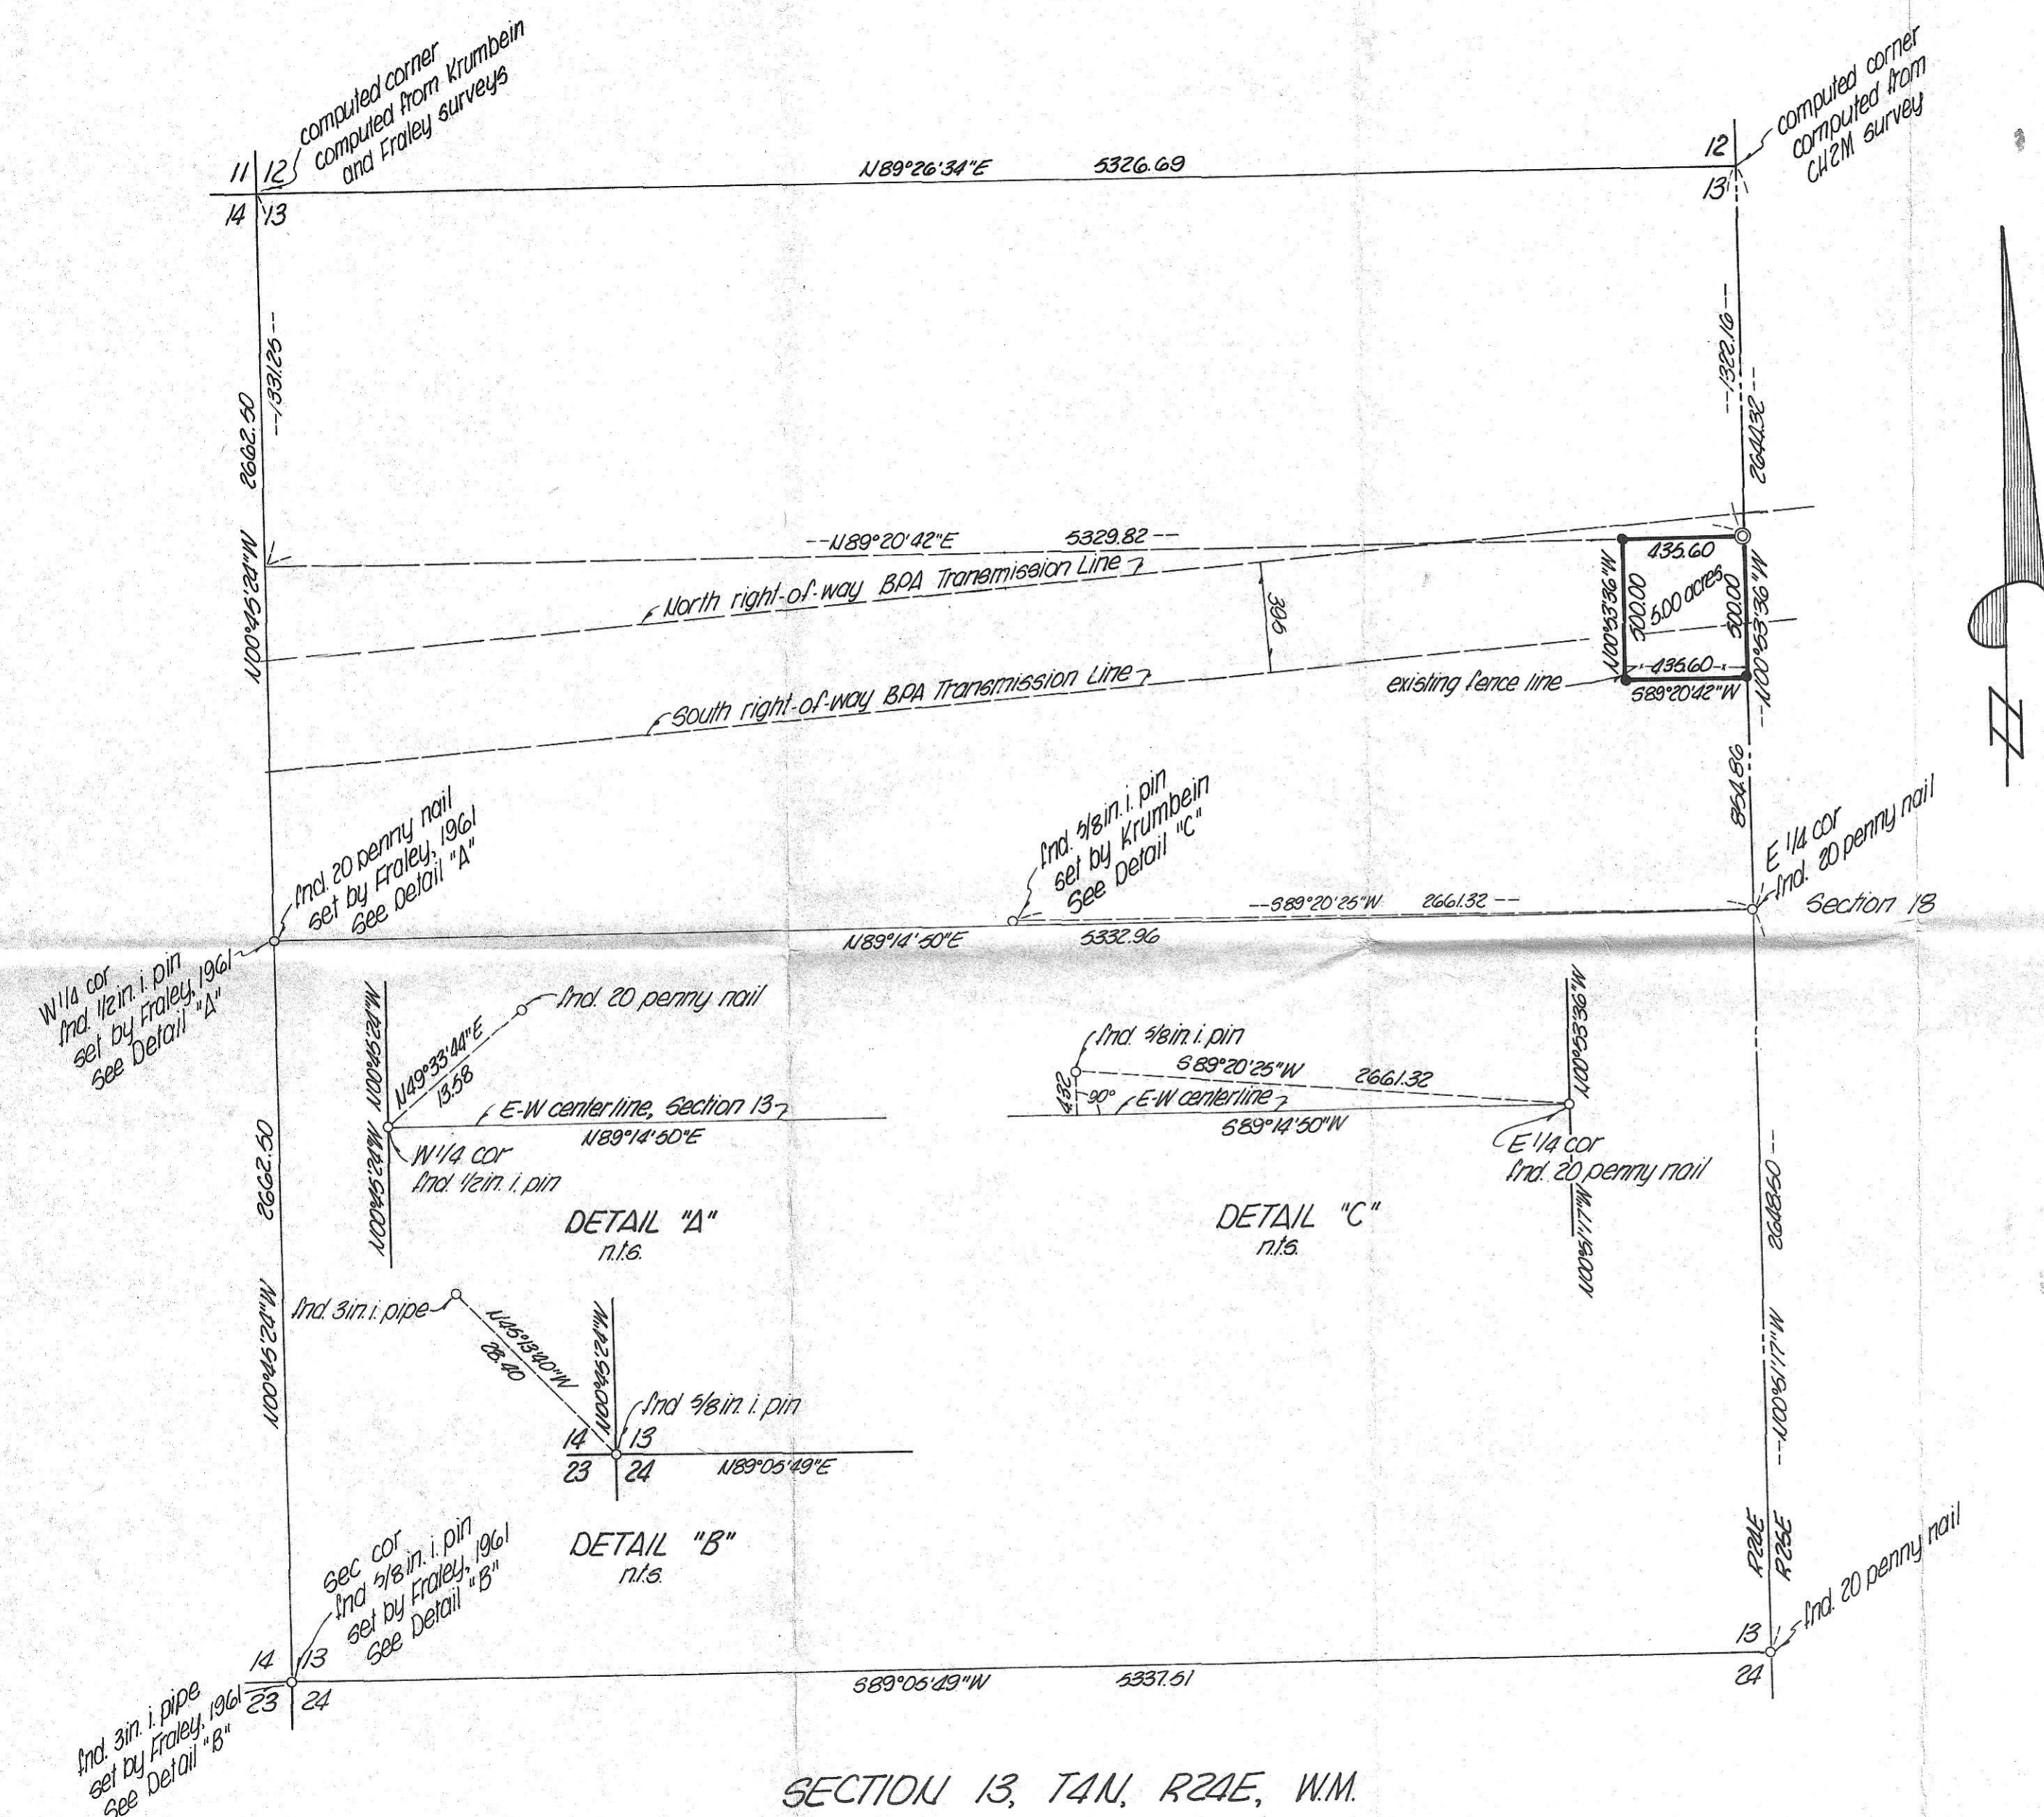 computed corner
computed from Krumbein
and Fraley surveys
computed corner
computed from
CH2M survey
11 12
14 13
N89°26'34"E 5326.69
12
13
--1331.25--
2662.50
N00°45'24"W
--1322.16--
2644.32--
--N89°20'42"E 5329.82--
North right-of-way BPA Transmission Line
395
South right-of-way BPA Transmission Line
N00°53'36"W
435.60
500.00
5.00 acres
500.00
--N00°53'36"W
435.60
S89°20'42"W
existing fence line
854.86
fnd. 20 penny nail
set by Fraley, 1961
See Detail "A"
fnd. 5/8in. i. pin
set by Krumbein
See Detail "C"
E 1/4 cor
fnd. 20 penny nail
Section 18
--S89°20'25"W 2661.32--
N89°14'50"E 5332.96
W 1/4 cor
fnd. 1/2in. i. pin
set by Fraley, 1961
See Detail "A"
N00°45'24"W
fnd. 20 penny nail
N49°33'44"E
13.58
E-W centerline, Section 13
N89°14'50"E
W 1/4 cor
fnd. 1/2in. i. pin
N00°45'24"W
DETAIL "A"
n.t.s.
fnd. 5/8in. i. pin
S89°20'25"W 2661.32
4.32
90°
E-W centerline
S89°14'50"W
N00°53'36"W
E 1/4 cor
fnd. 20 penny nail
N00°51'17"W
DETAIL "C"
n.t.s.
2662.50
N00°45'24"W
2648.50--
--N00°51'17"W
fnd. 3in. i. pipe
N45°13'40"W
28.40
N00°45'24"W
fnd 5/8in. i. pin
14 13
23 24
N89°05'49"E
DETAIL "B"
n.t.s.
R24E
R25E
sec cor
fnd 5/8in. i. pin
set by Fraley, 1961
See Detail "B"
fnd. 20 penny nail
14 13
23 24
13
24
S89°05'49"W 5337.51
fnd. 3in. i. pipe
set by Fraley, 1961
See Detail "B"
SECTION 13, T4N, R24E, W.M.